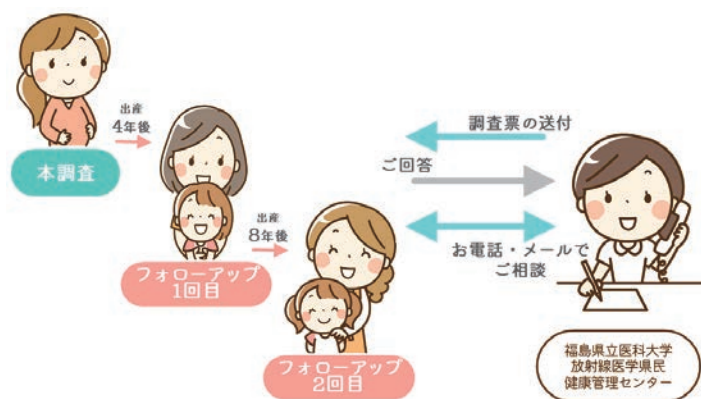 出産
4年後
本調査
フォローアップ
1回目
出産
8年後
フォローアップ
2回目
調査票の送付
ご回答
お電話・メールで
ご相談
福島県立医科大学
放射線医学県民
健康管理センター